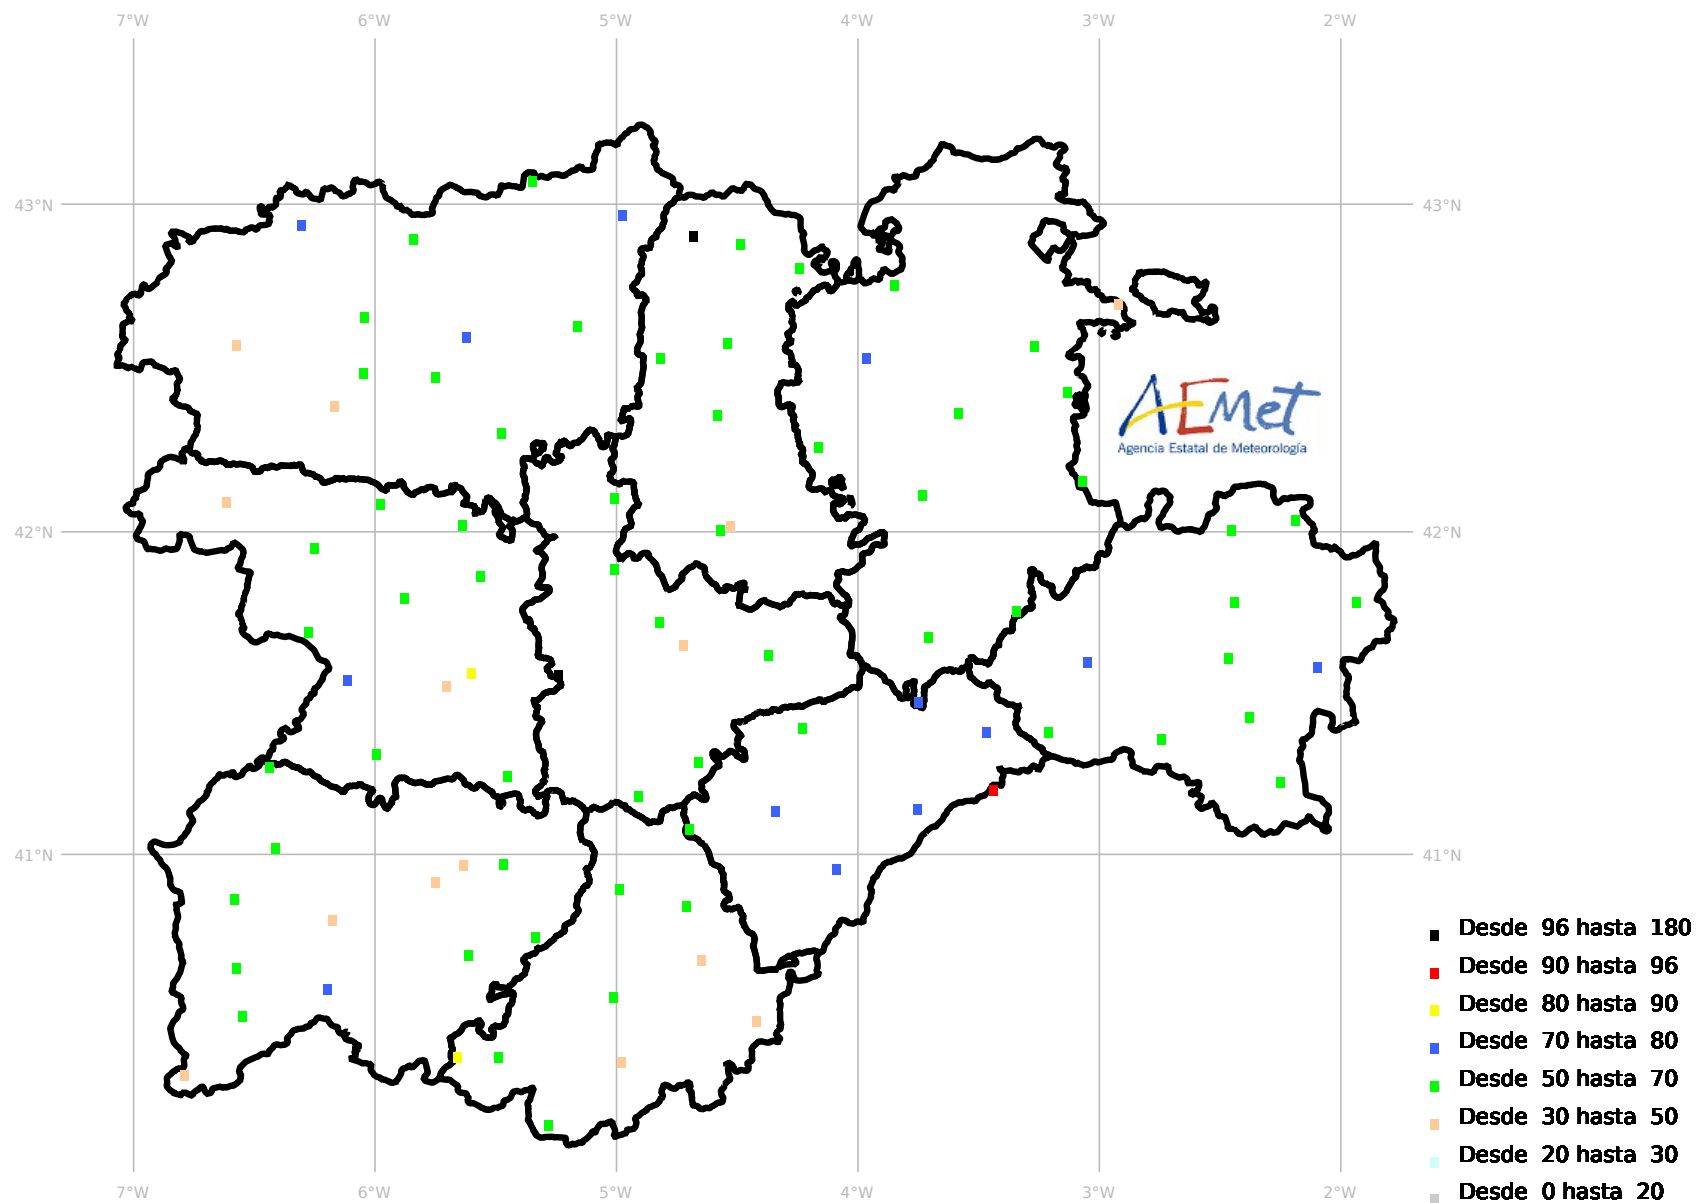 7°W 6°W 5°W 4°W 3°W 2°W
43°N 43°N
AEMet
Agencia Estatal de Meteorología
42°N 42°N
41°N 41°N
Desde 96 hasta 180
Desde 90 hasta 96
Desde 80 hasta 90
Desde 70 hasta 80
Desde 50 hasta 70
Desde 30 hasta 50
Desde 20 hasta 30
Desde 0 hasta 20
7°W 6°W 5°W 4°W 3°W 2°W